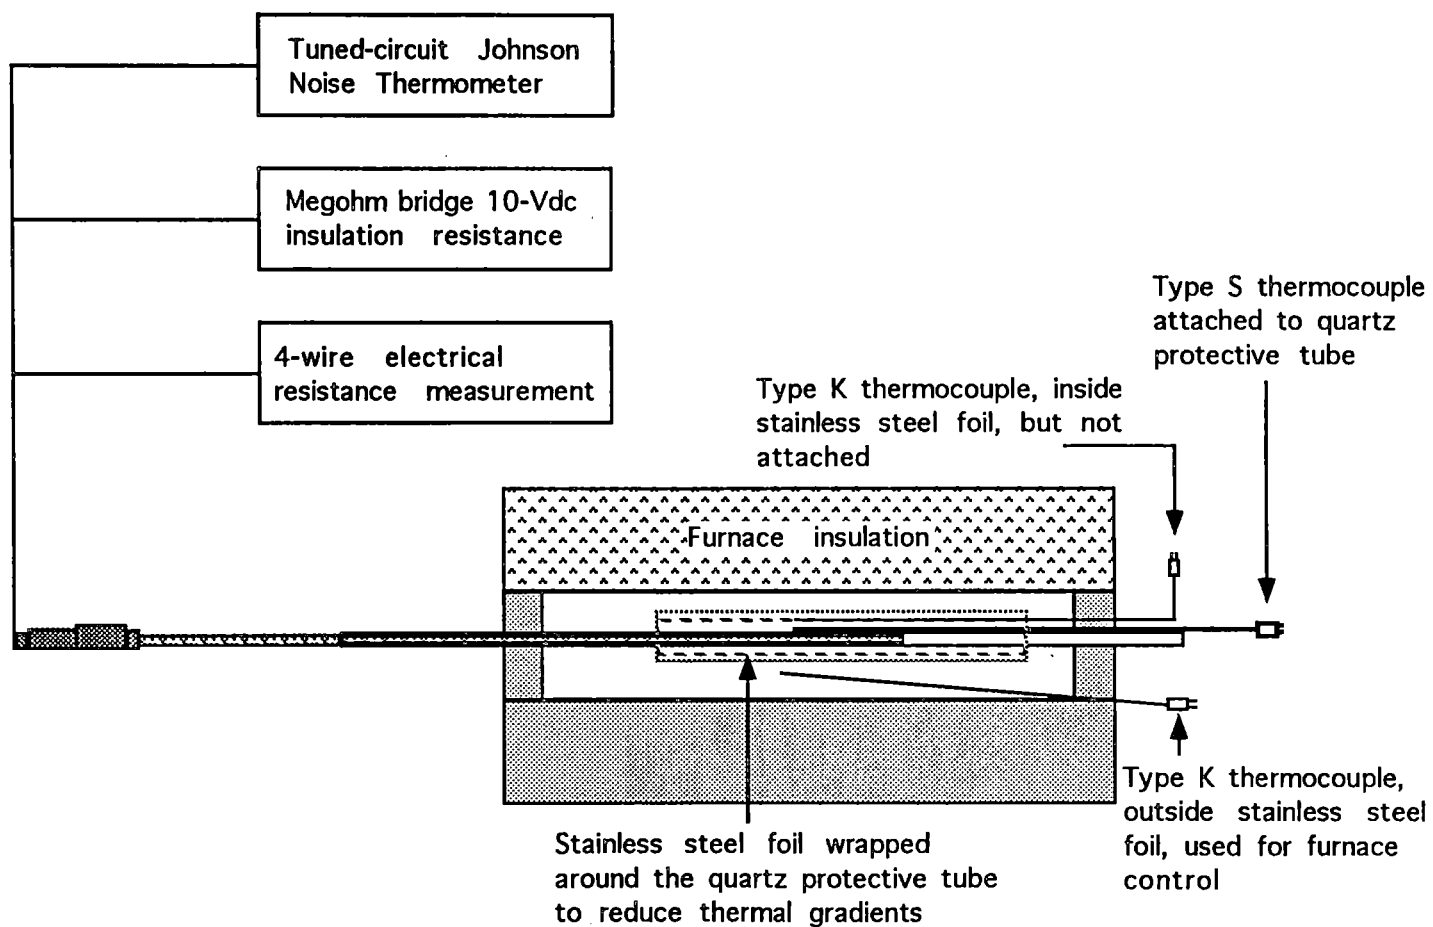 Tuned-circuit Johnson
Noise Thermometer
Megohm bridge 10-Vdc
insulation resistance
4-wire electrical
resistance measurement
Type S thermocouple
attached to quartz
protective tube
Type K thermocouple, inside
stainless steel foil, but not
attached
Furnace insulation
Type K thermocouple,
outside stainless steel
foil, used for furnace
control
Stainless steel foil wrapped
around the quartz protective tube
to reduce thermal gradients